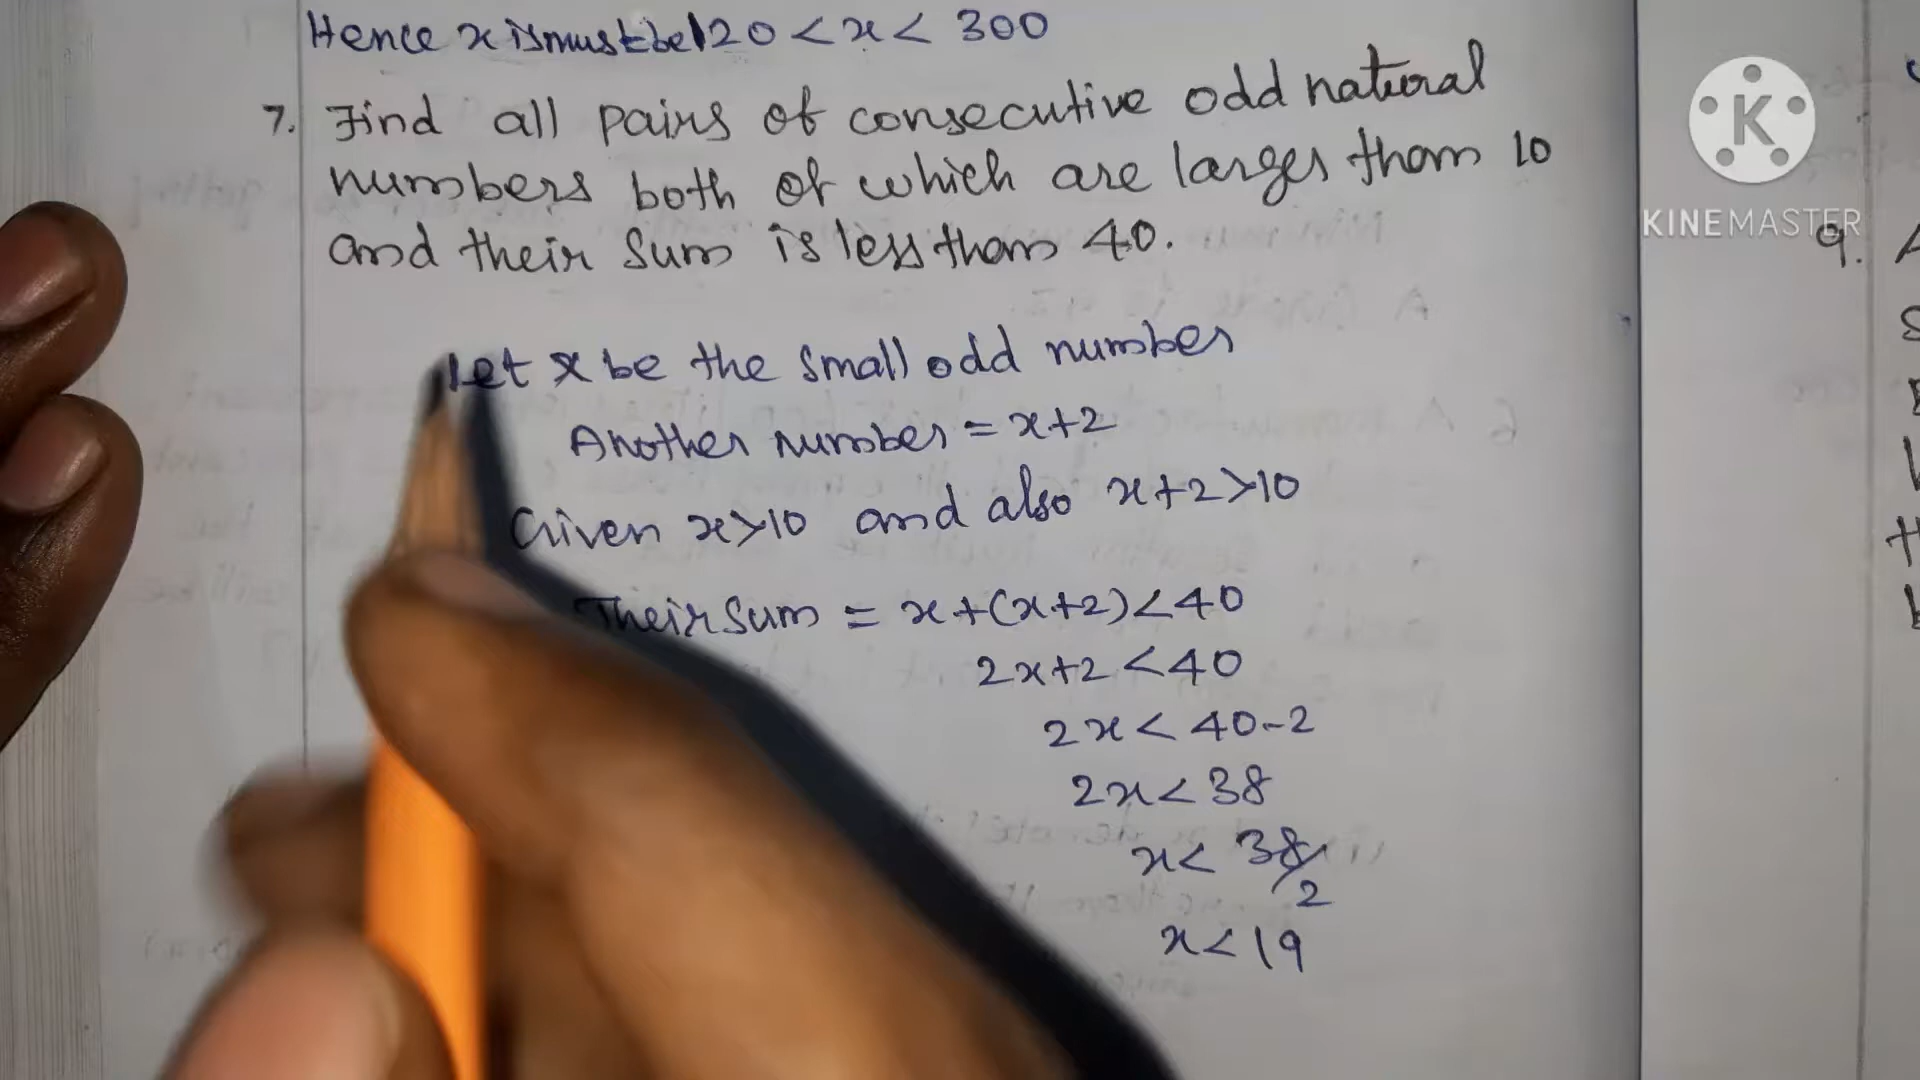 Hence x is must be 120 < x < 300
7. Find all pairs of consecutive odd natural
numbers both of which are larger than 10
and their sum is less than 40.
Let x be the small odd number
Another number = x+2
Given x>10 and also x+2>10
Their sum = x+(x+2)<40
2x+2<40
2x < 40-2
2x < 38
x < 38/2
x < 19
K
KINEMASTER
9.